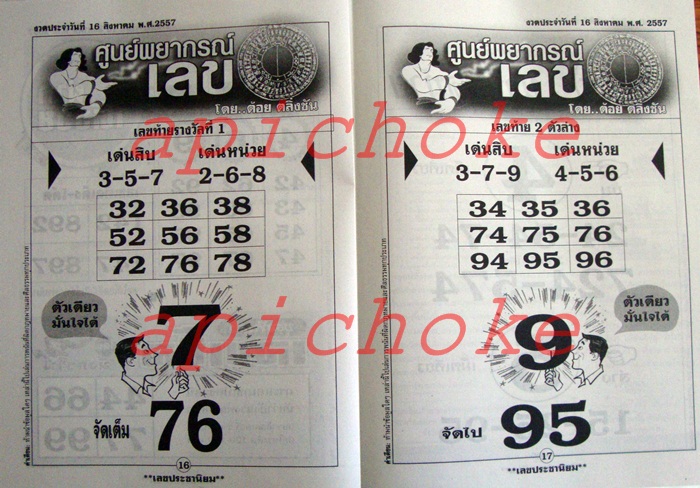 งวดประจำวันที่ 16 สิงหาคม พ.ศ.2557
ศูนย์พยากรณ์
เลข
โดย..ต้อย ตลิ่งชัน
เลขท้ายรางวัลที่ 1
เด่นสิบ เด่นหน่วย
3-5-7 2-6-8
32 36 38
52 56 58
72 76 78
ตัวเดียว
มั่นใจได้
7
จัดเต็ม 76
16
**เลขประชานิยม**
งวดประจำวันที่ 16 สิงหาคม พ.ศ. 2557
ศูนย์พยากรณ์
เลข
โดย..ต้อย ตลิ่งชัน
เลขท้าย 2 ตัวล่าง
เด่นสิบ เด่นหน่วย
3-7-9 4-5-6
34 35 36
74 75 76
94 95 96
ตัวเดียว
มั่นใจได้
9
จัดไป 95
17
**เลขประชานิยม**
apichoke
apichoke